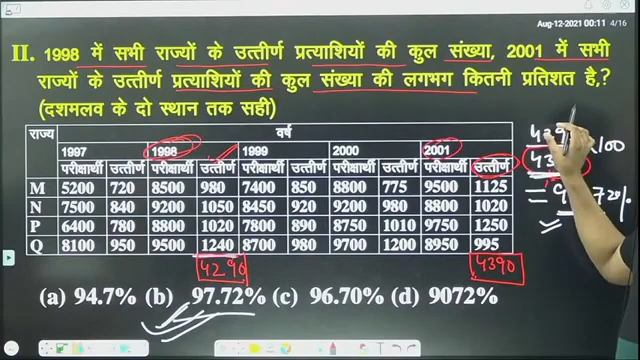 Aug-12-2021 00:11 4/16
II. 1998 में सभी राज्यों के उत्तीर्ण प्रत्याशियों की कुल संख्या, 2001 में सभी
राज्यों के उत्तीर्ण प्रत्याशियों की कुल संख्या की लगभग कितनी प्रतिशत है,?
(दशमलव के दो स्थान तक सही)
राज्य वर्ष
1997 1998 1999 2000 2001
परीक्षार्थी उत्तीर्ण परीक्षार्थी उत्तीर्ण परीक्षार्थी उत्तीर्ण परीक्षार्थी उत्तीर्ण परीक्षार्थी उत्तीर्ण
M 5200 720 8500 980 7400 850 8800 775 9500 1125
N 7500 840 9200 1050 8450 920 9200 980 8800 1020
P 6400 780 8800 1020 7800 890 8750 1010 9750 1250
Q 8100 950 9500 1240 8700 980 9700 1200 8950 995
4290 4390
(a) 94.7% (b) 97.72% (c) 96.70% (d) 9072%